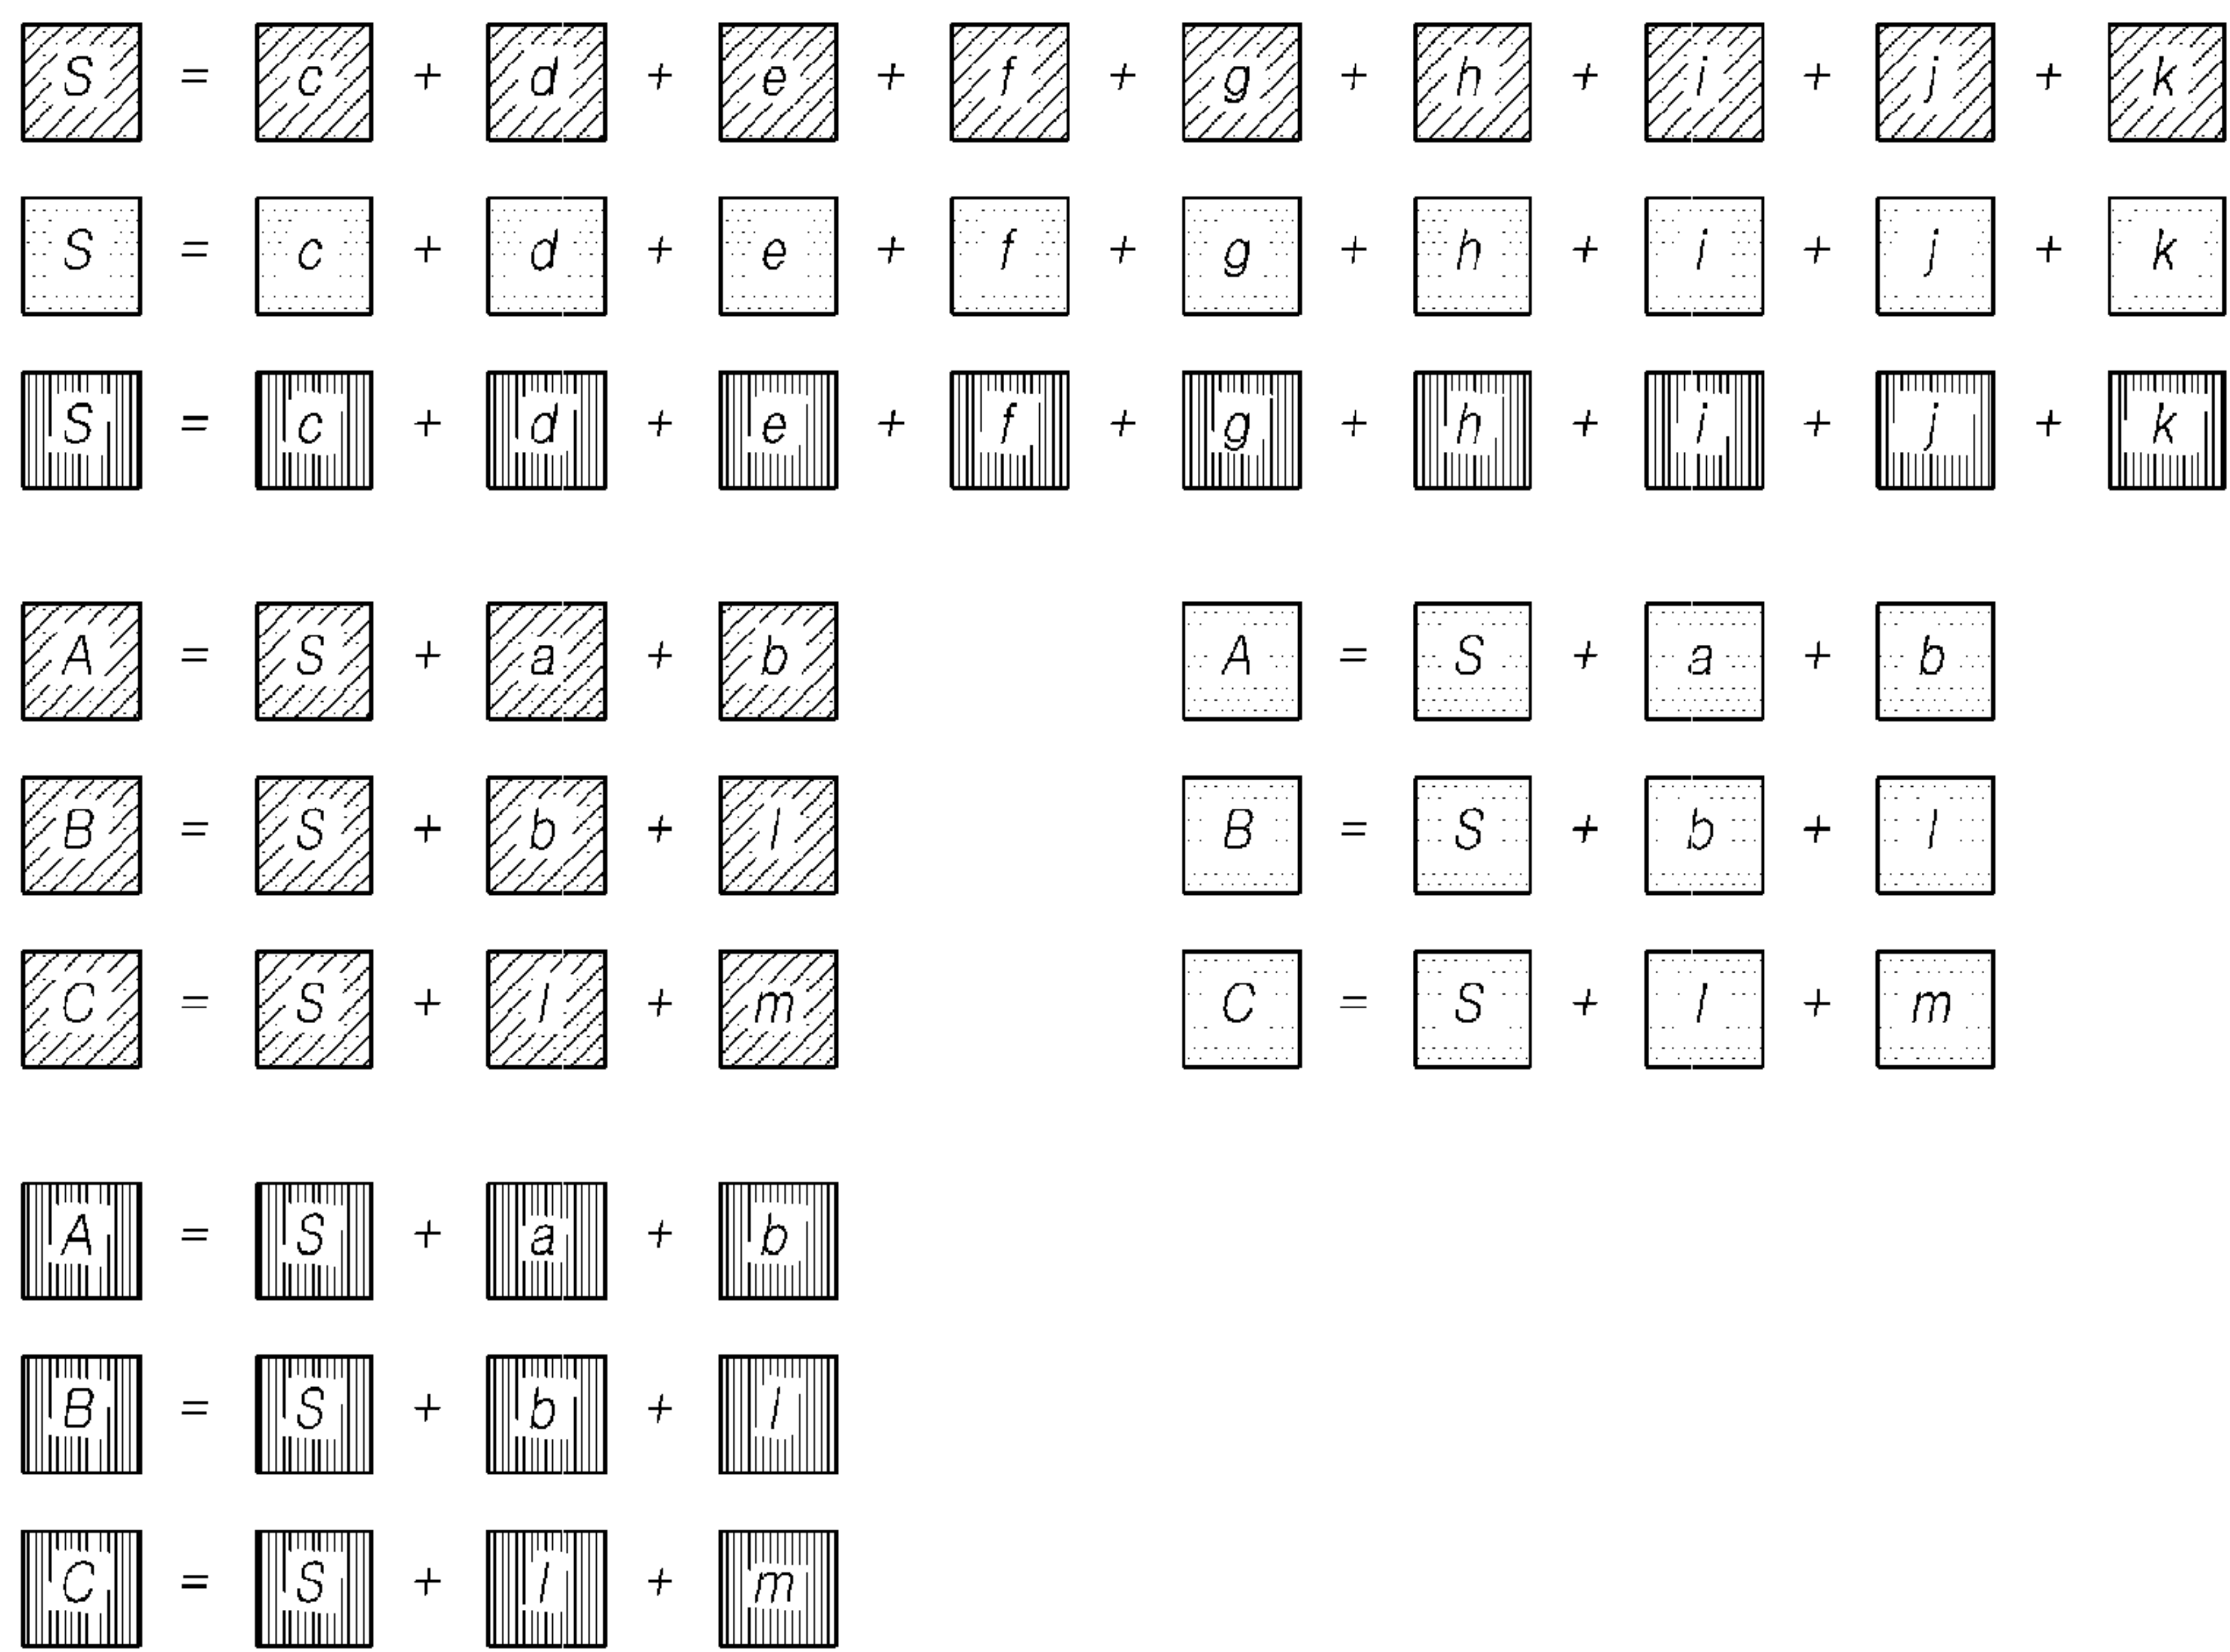 S = c + d + e + f + g + h + i + j + k
S = c + d + e + f + g + h + i + j + k
S = c + d + e + f + g + h + i + j + k
A = S + a + b A = S + a + b
B = S + b + l B = S + b + l
C = S + l + m C = S + l + m
A = S + a + b
B = S + b + l
C = S + l + m